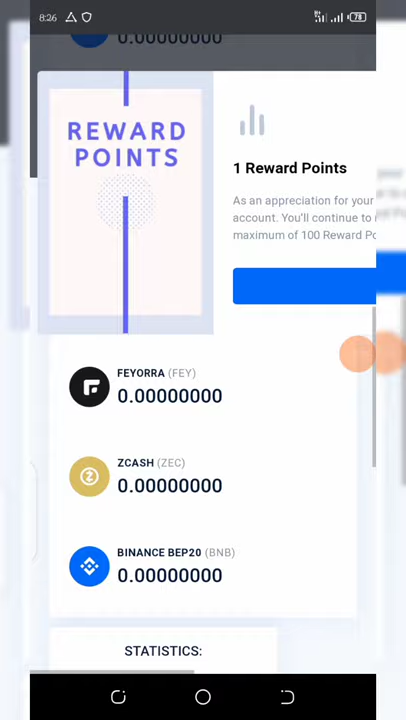 8:26
78
0.00000000
REWARD
POINTS
1 Reward Points
As an appreciation for your
account. You'll continue to
maximum of 100 Reward Po
FEYORRA (FEY)
0.00000000
ZCASH (ZEC)
0.00000000
BINANCE BEP20 (BNB)
0.00000000
STATISTICS: